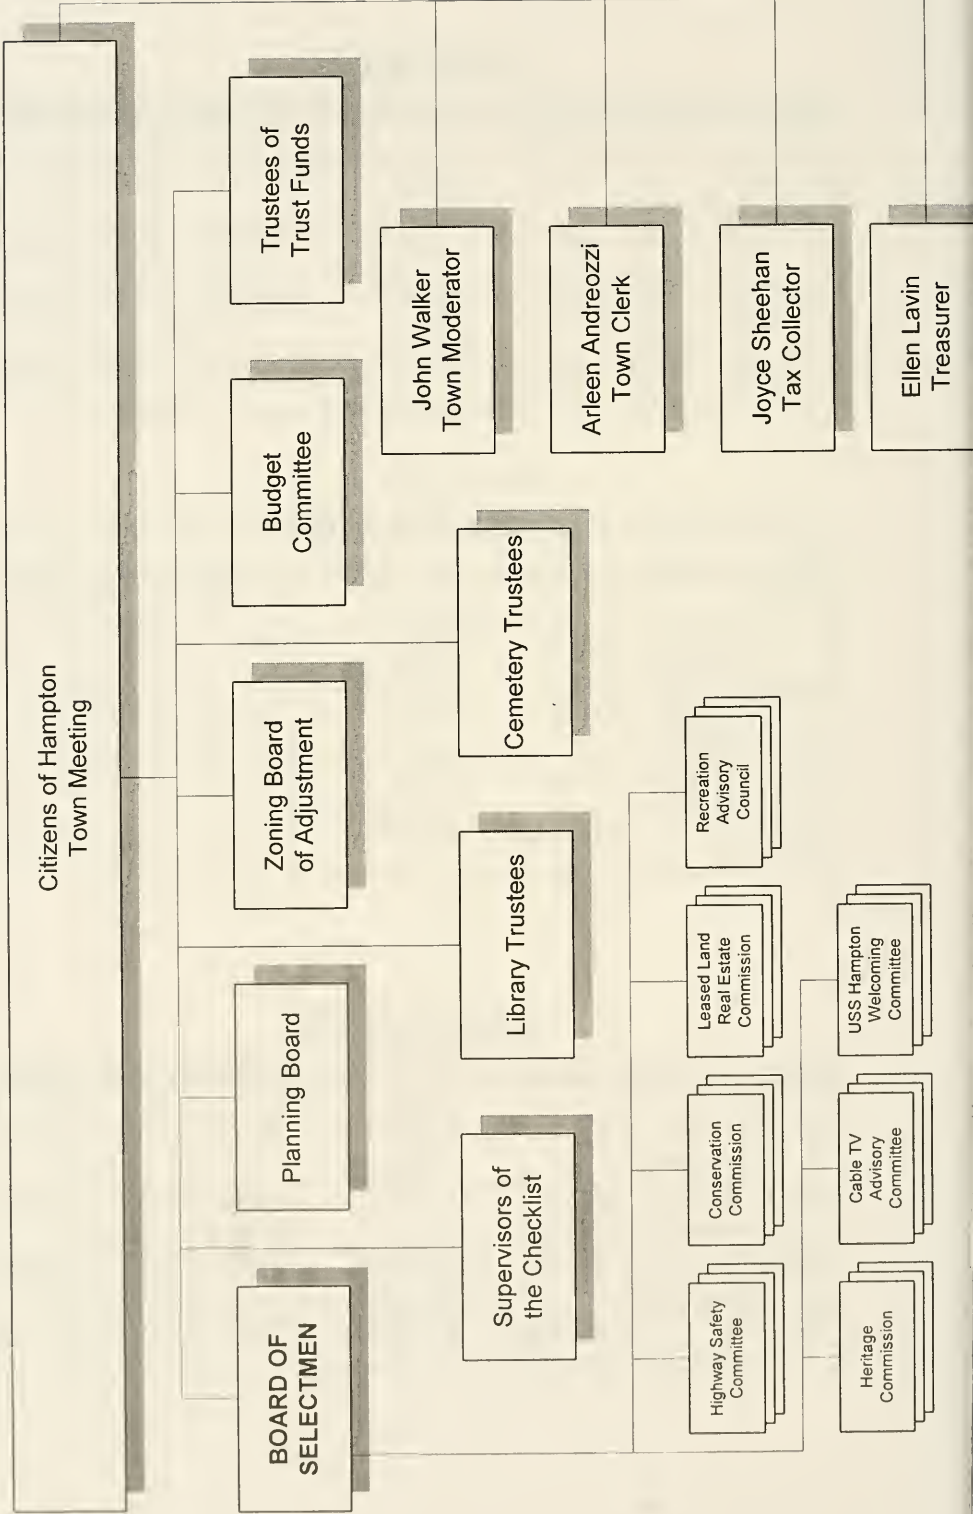 Citizens of Hampton
Town Meeting
BOARD OF
SELECTMEN
Planning Board
Zoning Board
of Adjustment
Budget
Committee
Trustees of
Trust Funds
Supervisors of
the Checklist
Library Trustees
Cemetery Trustees
John Walker
Town Moderator
Arleen Andreozzi
Town Clerk
Joyce Sheehan
Tax Collector
Ellen Lavin
Treasurer
Highway Safety
Committee
Conservation
Commission
Leased Land
Real Estate
Commission
Recreation
Advisory
Council
Heritage
Commission
Cable TV
Advisory
Committee
USS Hampton
Welcoming
Committee